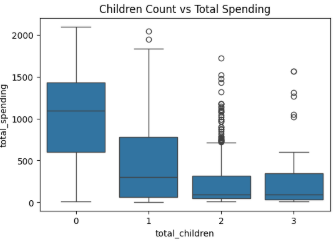 Children Count vs Total Spending
total_spending
2000
1500
1000
500
0
0 1 2 3
total_children